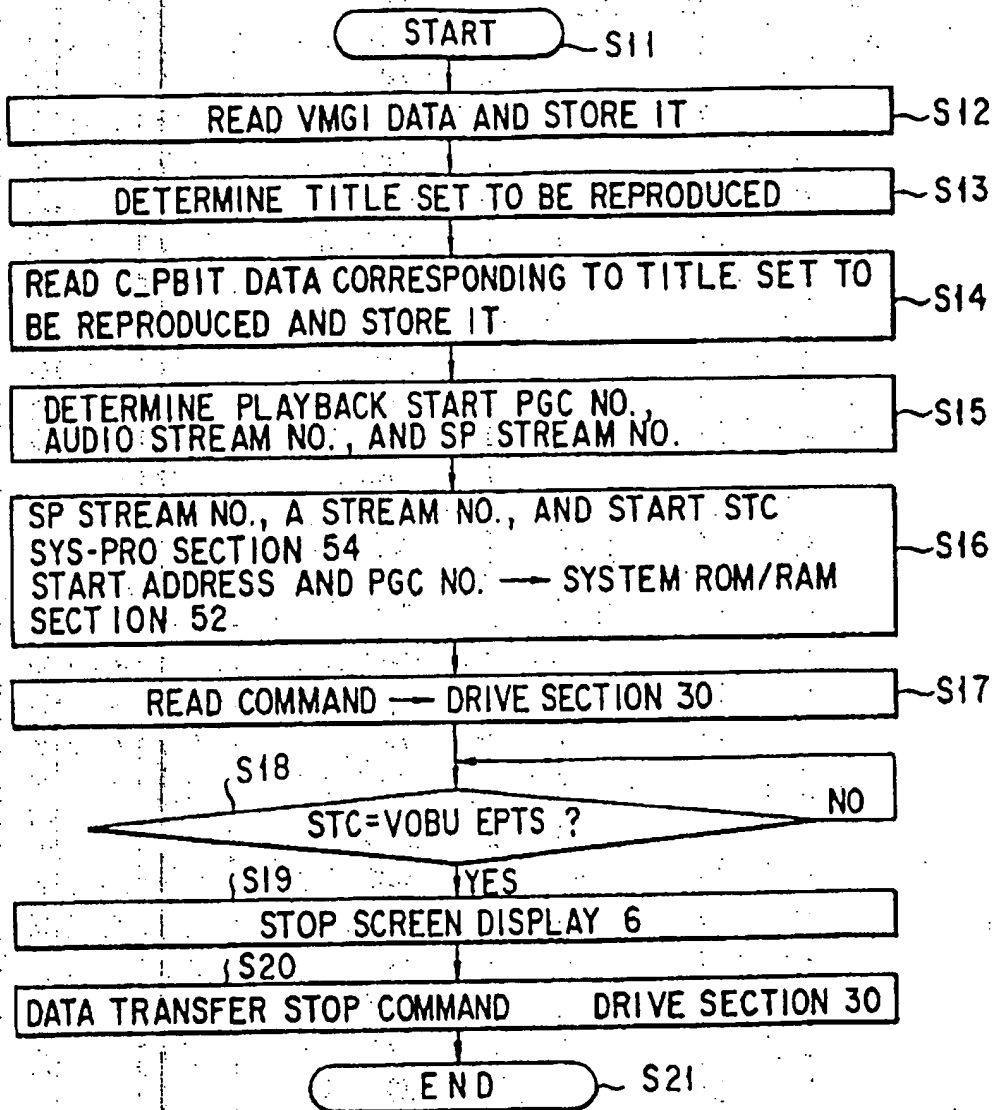 START
S11
READ VMGI DATA AND STORE IT
S12
DETERMINE TITLE SET TO BE REPRODUCED
S13
READ C_PBIT DATA CORRESPONDING TO TITLE SET TO
BE REPRODUCED AND STORE IT
S14
DETERMINE PLAYBACK START PGC NO.,
AUDIO STREAM NO., AND SP STREAM NO.
S15
SP STREAM NO., A STREAM NO., AND START STC
SYS-PRO SECTION 54
START ADDRESS AND PGC NO. → SYSTEM ROM/RAM
SECTION 52
S16
READ COMMAND → DRIVE SECTION 30
S17
S18
STC=VOBU EPTS ?
NO
YES
S19
STOP SCREEN DISPLAY 6
S20
DATA TRANSFER STOP COMMAND DRIVE SECTION 30
END
S21